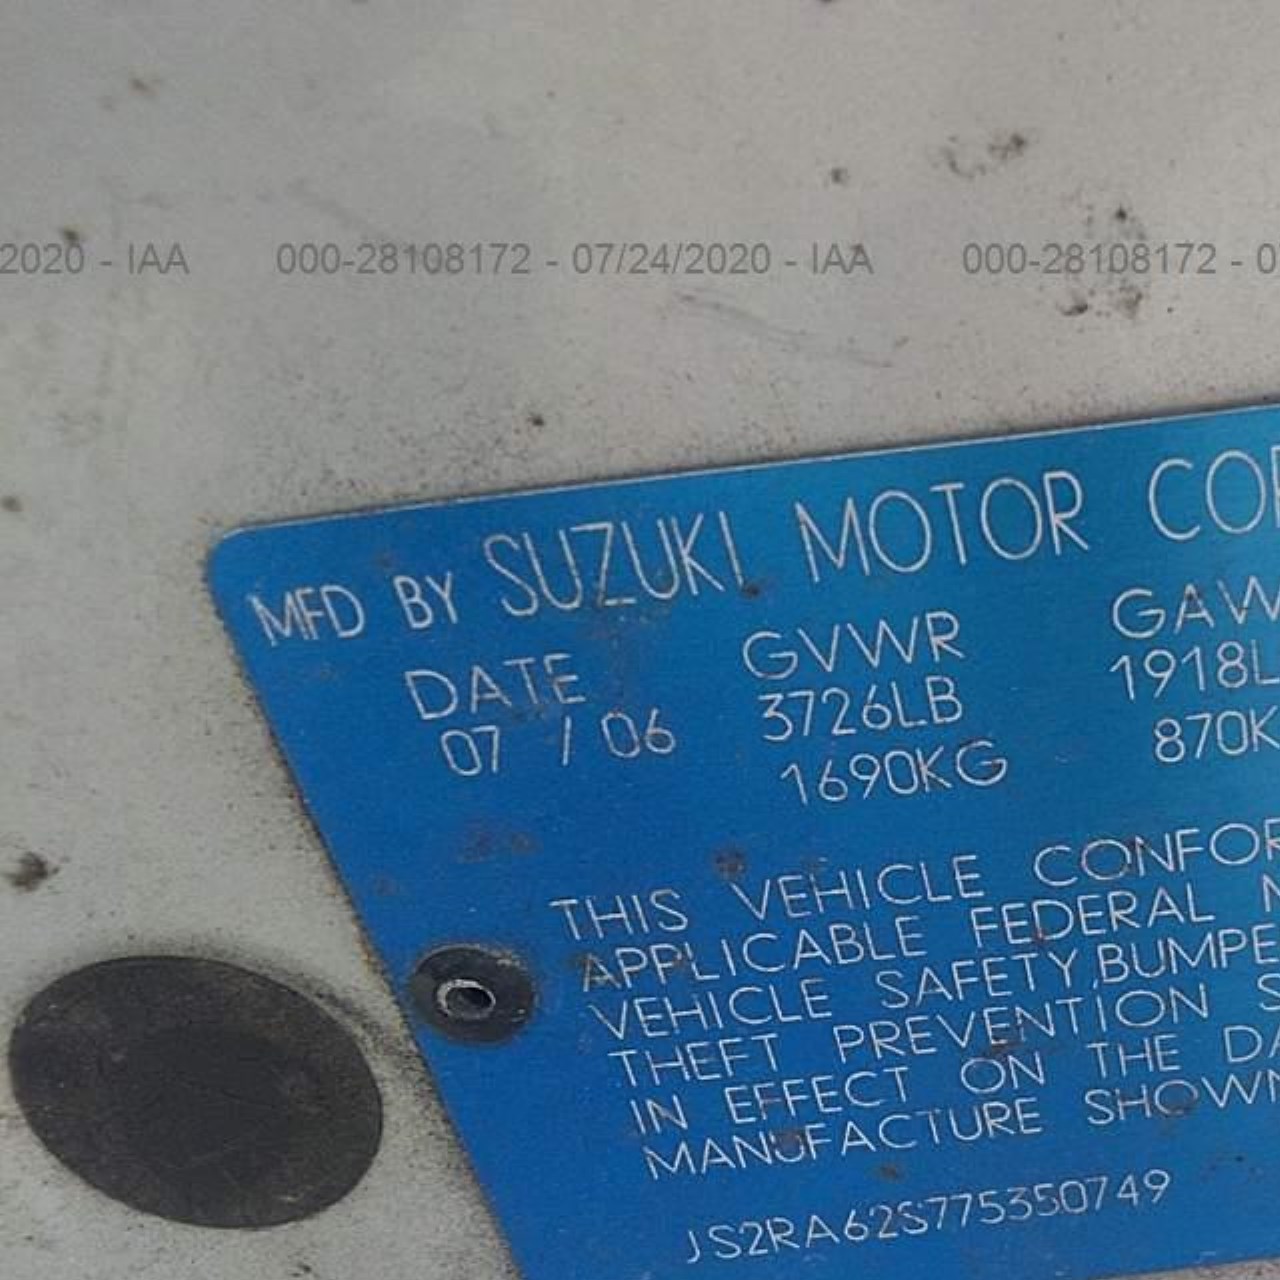 2020 - IAA 000-28108172 - 07/24/2020 - IAA 000-28108172 - 0
MFD BY SUZUKI MOTOR COR
DATE GVWR GAW
07 / 06 3726LB 1918L
1690KG 870K
THIS VEHICLE CONFOR
APPLICABLE FEDERAL M
VEHICLE SAFETY,BUMPE
THEFT PREVENTION S
IN EFFECT ON THE DA
MANUFACTURE SHOWN
JS2RA62S775350749